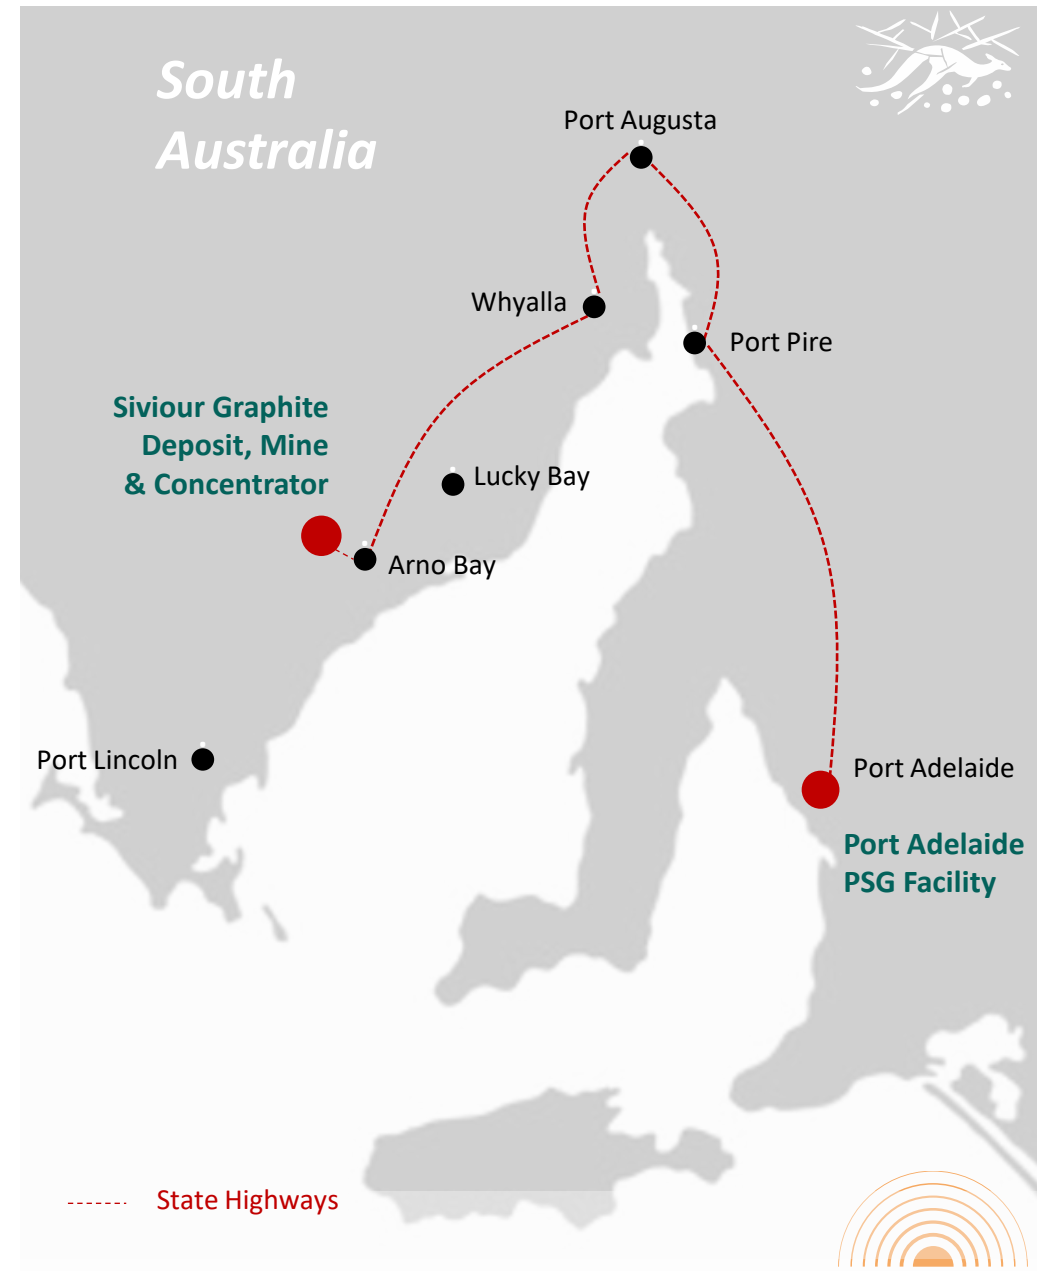 South
Australia
Port Augusta
Whyalla
Port Pire
Siviour Graphite
Deposit, Mine
& Concentrator
Lucky Bay
Arno Bay
Port Lincoln
Port Adelaide
Port Adelaide
PSG Facility
State Highways